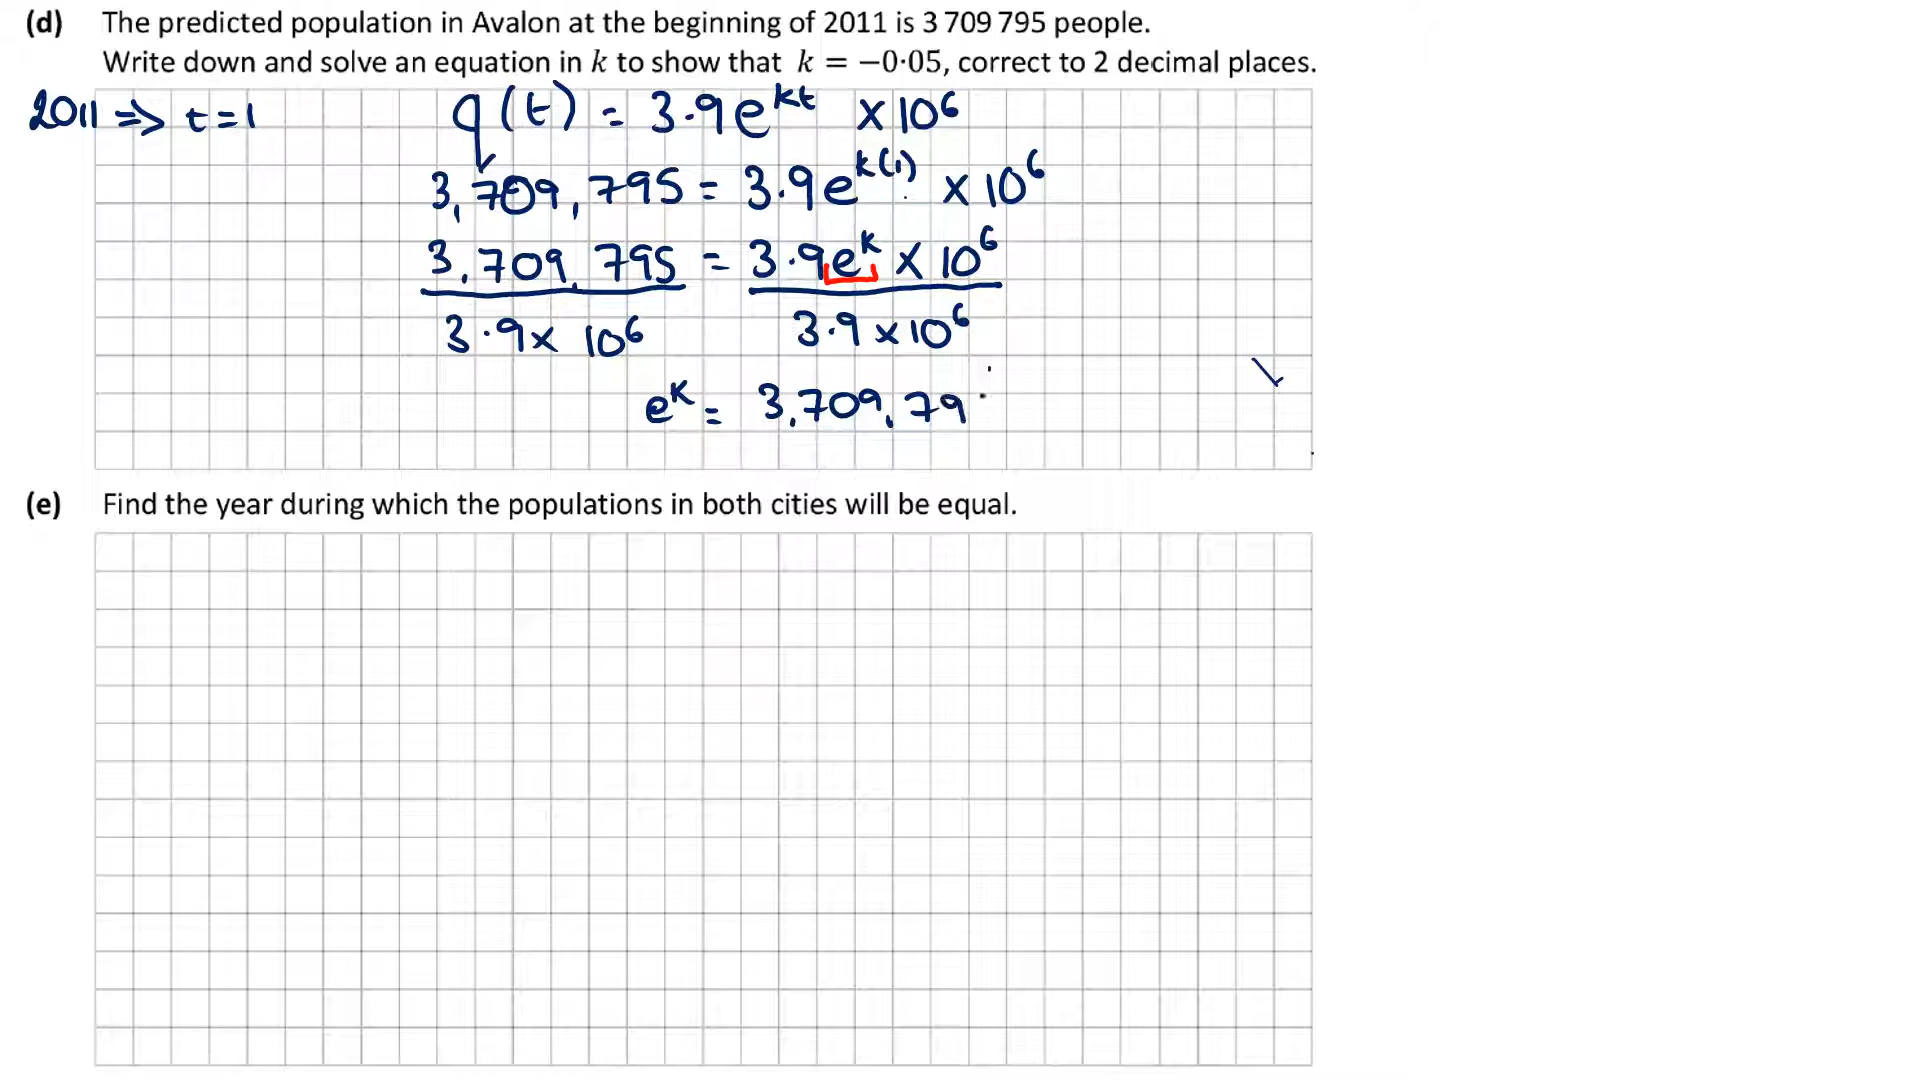 (d) The predicted population in Avalon at the beginning of 2011 is 3 709 795 people.
Write down and solve an equation in k to show that k = −0·05, correct to 2 decimal places.
2011 => t=1 q(t) = 3.9e^kt × 10^6
3,709,795 = 3.9e^k(1) × 10^6
3,709,795 = 3.9e^k × 10^6
3.9 × 10^6 3.9 × 10^6
e^k = 3,709,79
(e) Find the year during which the populations in both cities will be equal.